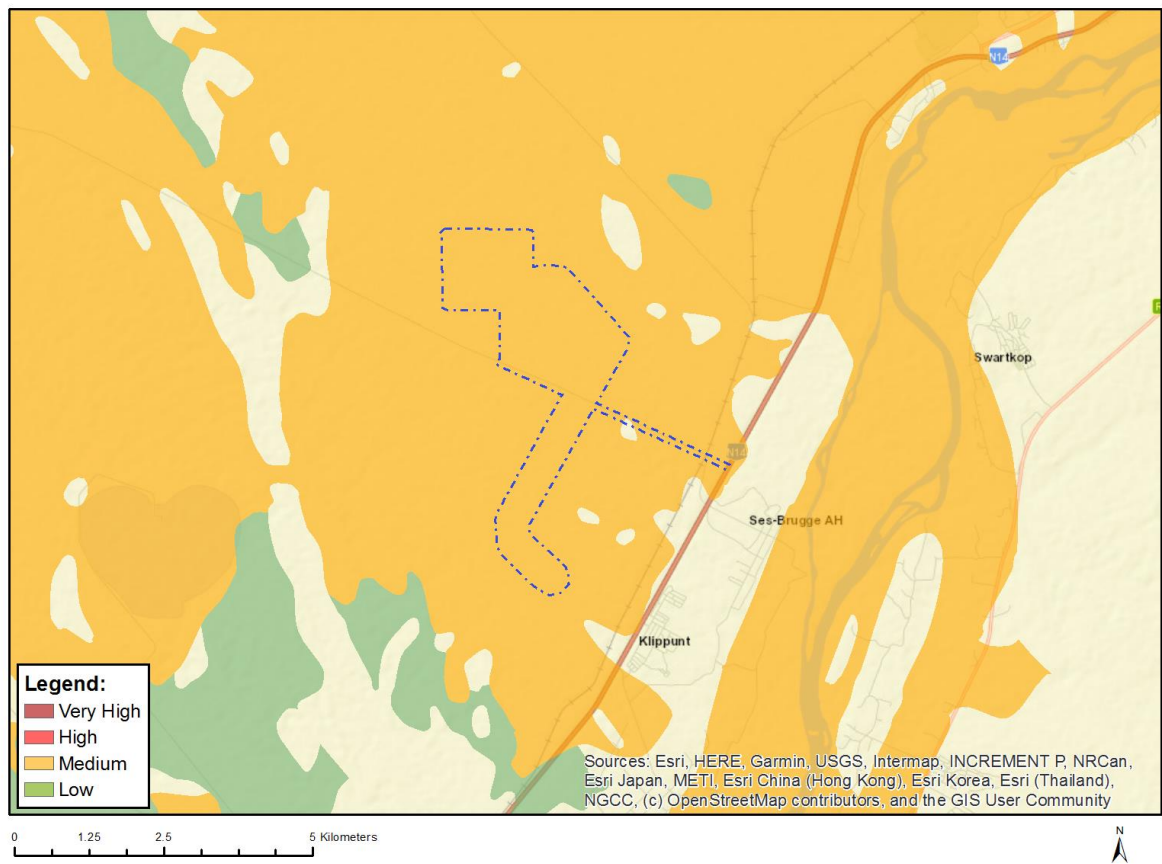 N14
Swartkop
N14
Ses-Brugge AH
Klippunt
Legend:
Very High
High
Medium
Low
Sources: Esri, HERE, Garmin, USGS, Intermap, INCREMENT P, NRCan,
Esri Japan, METI, Esri China (Hong Kong), Esri Korea, Esri (Thailand),
NGCC, (c) OpenStreetMap contributors, and the GIS User Community
0 1.25 2.5 5 Kilometers
N